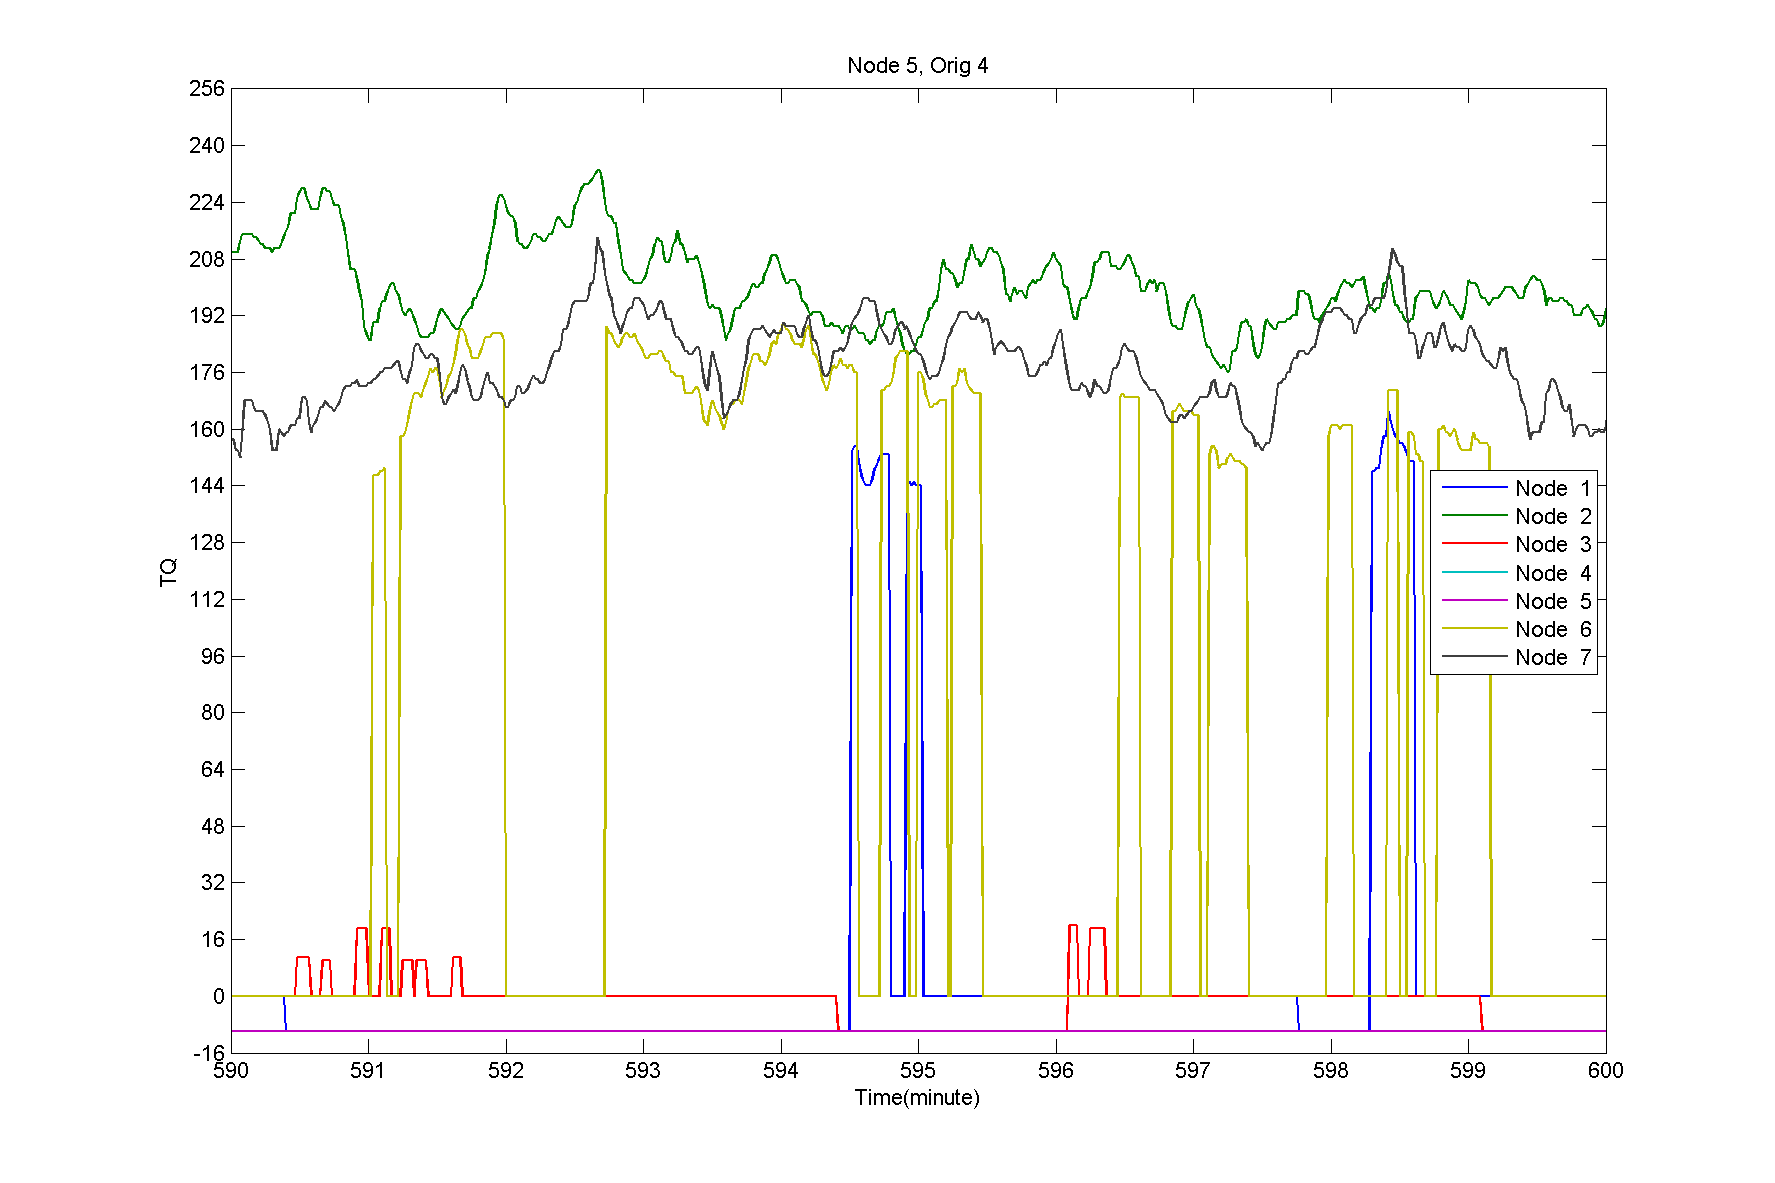 Node 5, Orig 4
256
240
224
208
192
176
160
144
128
112
96
80
64
48
32
16
0
-16
TQ
Node 1
Node 2
Node 3
Node 4
Node 5
Node 6
Node 7
590 591 592 593 594 595 596 597 598 599 600
Time(minute)